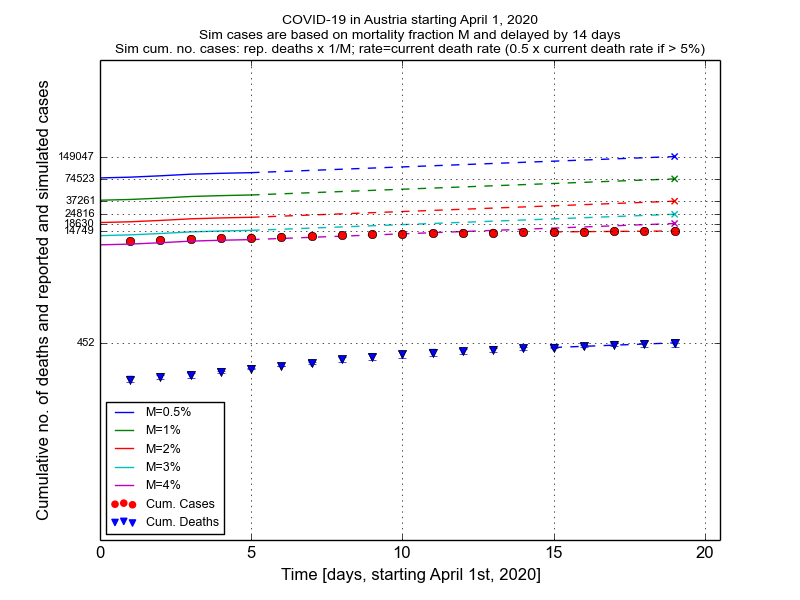 COVID-19 in Austria starting April 1, 2020
Sim cases are based on mortality fraction M and delayed by 14 days
Sim cum. no. cases: rep. deaths x 1/M; rate=current death rate (0.5 x current death rate if > 5%)
Cumulative no. of deaths and reported and simulated cases
149047
74523
37261
24816
18630
14749
452
M=0.5%
M=1%
M=2%
M=3%
M=4%
Cum. Cases
Cum. Deaths
0 5 10 15 20
Time [days, starting April 1st, 2020]